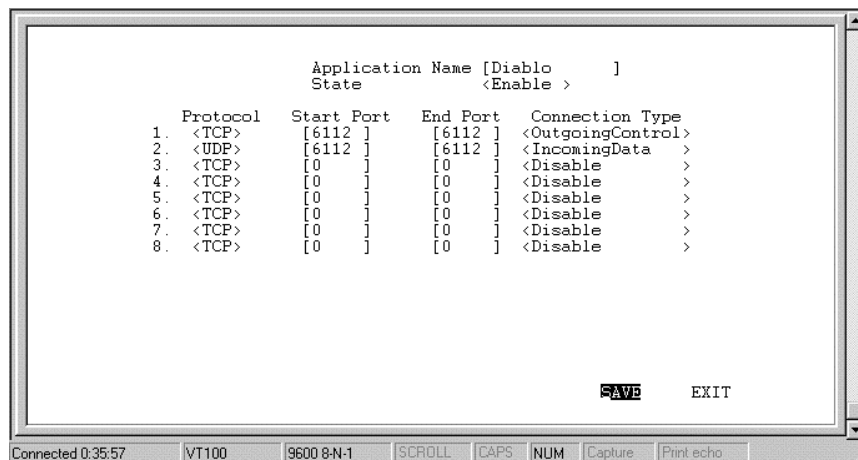 Application Name [Diablo ]
State <Enable >
Protocol Start Port End Port Connection Type
1. <TCP> [6112 ] [6112 ] <OutgoingControl>
2. <UDP> [6112 ] [6112 ] <IncomingData >
3. <TCP> [0 ] [0 ] <Disable >
4. <TCP> [0 ] [0 ] <Disable >
5. <TCP> [0 ] [0 ] <Disable >
6. <TCP> [0 ] [0 ] <Disable >
7. <TCP> [0 ] [0 ] <Disable >
8. <TCP> [0 ] [0 ] <Disable >
SAVE EXIT
Connected 0:35:57 VT100 9600 8-N-1 SCROLL CAPS NUM Capture Print echo